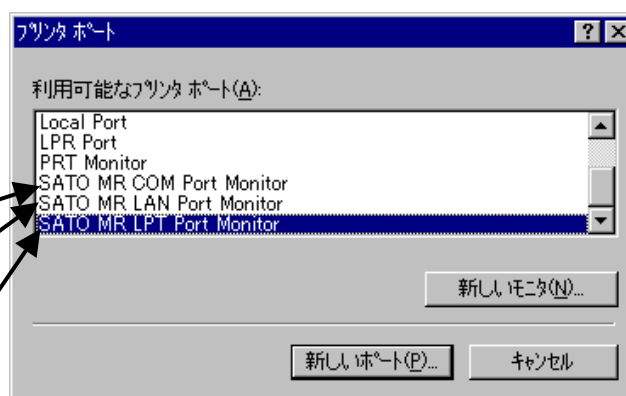 プリンタ ポート
利用可能なプリンタ ポート(A):
Local Port
LPR Port
PRT Monitor
SATO MR COM Port Monitor
SATO MR LAN Port Monitor
SATO MR LPT Port Monitor
新しいモニタ(N)...
新しいポート(P)...
キャンセル